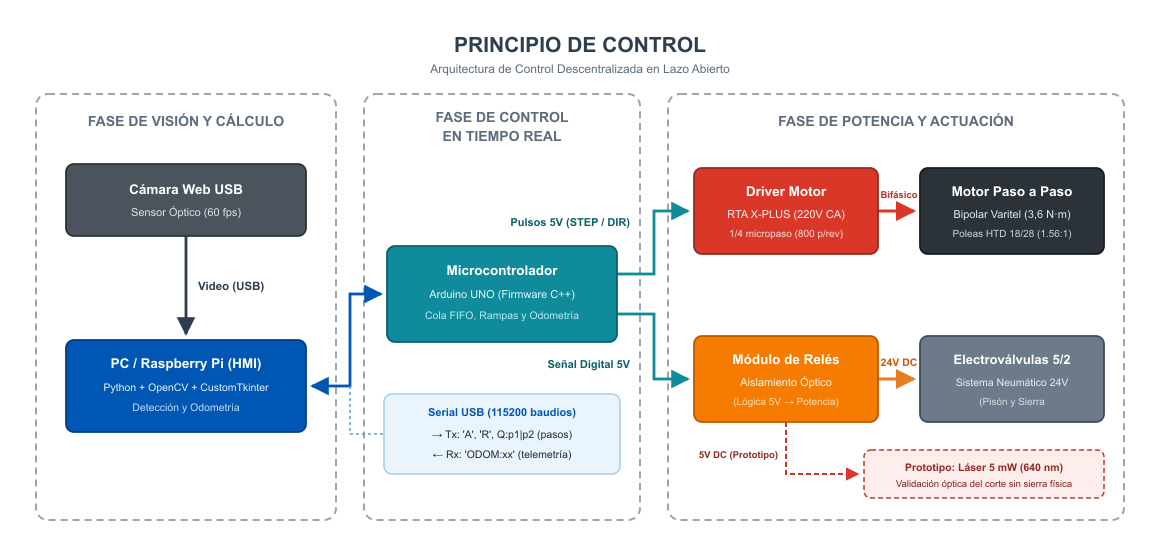 PRINCIPIO DE CONTROL
Arquitectura de Control Descentralizada en Lazo Abierto
FASE DE VISIÓN Y CÁLCULO
Cámara Web USB
Sensor Óptico (60 fps)
Video (USB)
PC / Raspberry Pi (HMI)
Python + OpenCV + CustomTkinter
Detección y Odometría
FASE DE CONTROL
EN TIEMPO REAL
Pulsos 5V (STEP / DIR)
Microcontrolador
Arduino UNO (Firmware C++)
Cola FIFO, Rampas y Odometría
Señal Digital 5V
Serial USB (115200 baudios)
→ Tx: 'A', 'R', Q:p1|p2 (pasos)
← Rx: 'ODOM:xx' (telemetría)
FASE DE POTENCIA Y ACTUACIÓN
Driver Motor
RTA X-PLUS (220V CA)
1/4 micropaso (800 p/rev)
Bifásico
Motor Paso a Paso
Bipolar Varitel (3,6 N·m)
Poleas HTD 18/28 (1.56:1)
Módulo de Relés
Aislamiento Óptico
(Lógica 5V → Potencia)
24V DC
Electroválvulas 5/2
Sistema Neumático 24V
(Pisón y Sierra
5V DC (Prototipo)
Prototipo: Láser 5 mW (640 nm)
Validación óptica del corte sin sierra física